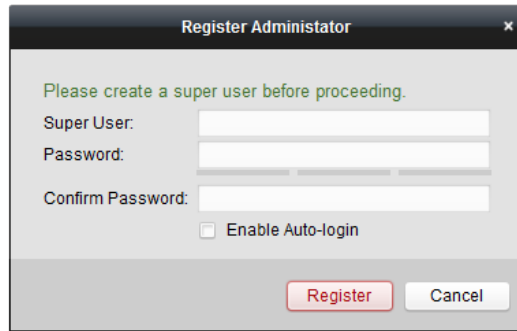 Register Administator
Please create a super user before proceeding.
Super User:
Password:
Confirm Password:
Enable Auto-login
Register Cancel